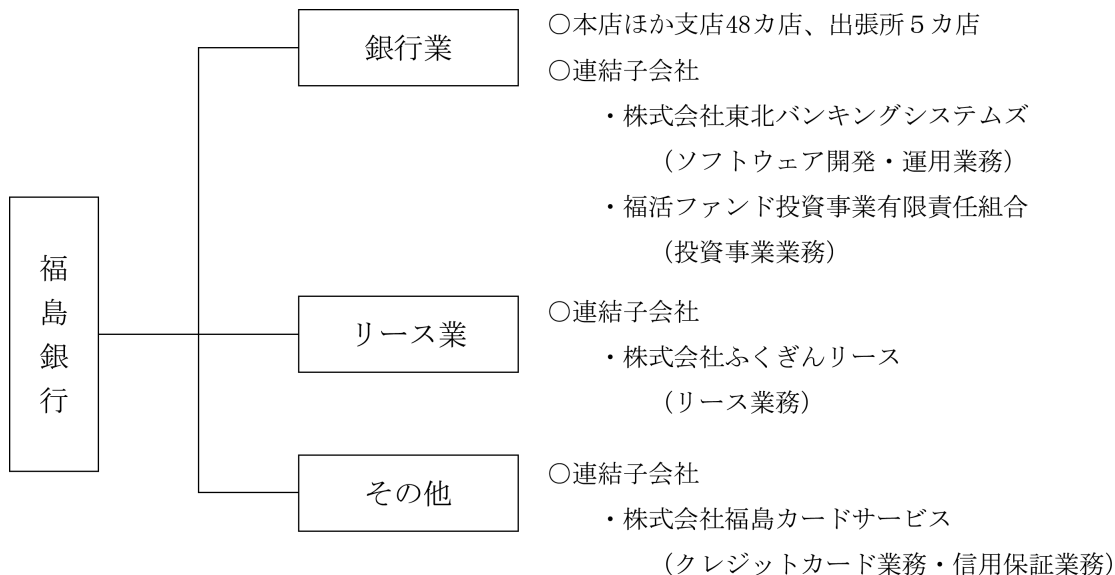 福島銀行
銀行業
○本店ほか支店48カ店、出張所5カ店
○連結子会社
・株式会社東北バンキングシステムズ
(ソフトウェア開発・運用業務)
・福活ファンド投資事業有限責任組合
(投資事業業務)
リース業
○連結子会社
・株式会社ふくぎんリース
(リース業務)
その他
○連結子会社
・株式会社福島カードサービス
(クレジットカード業務・信用保証業務)